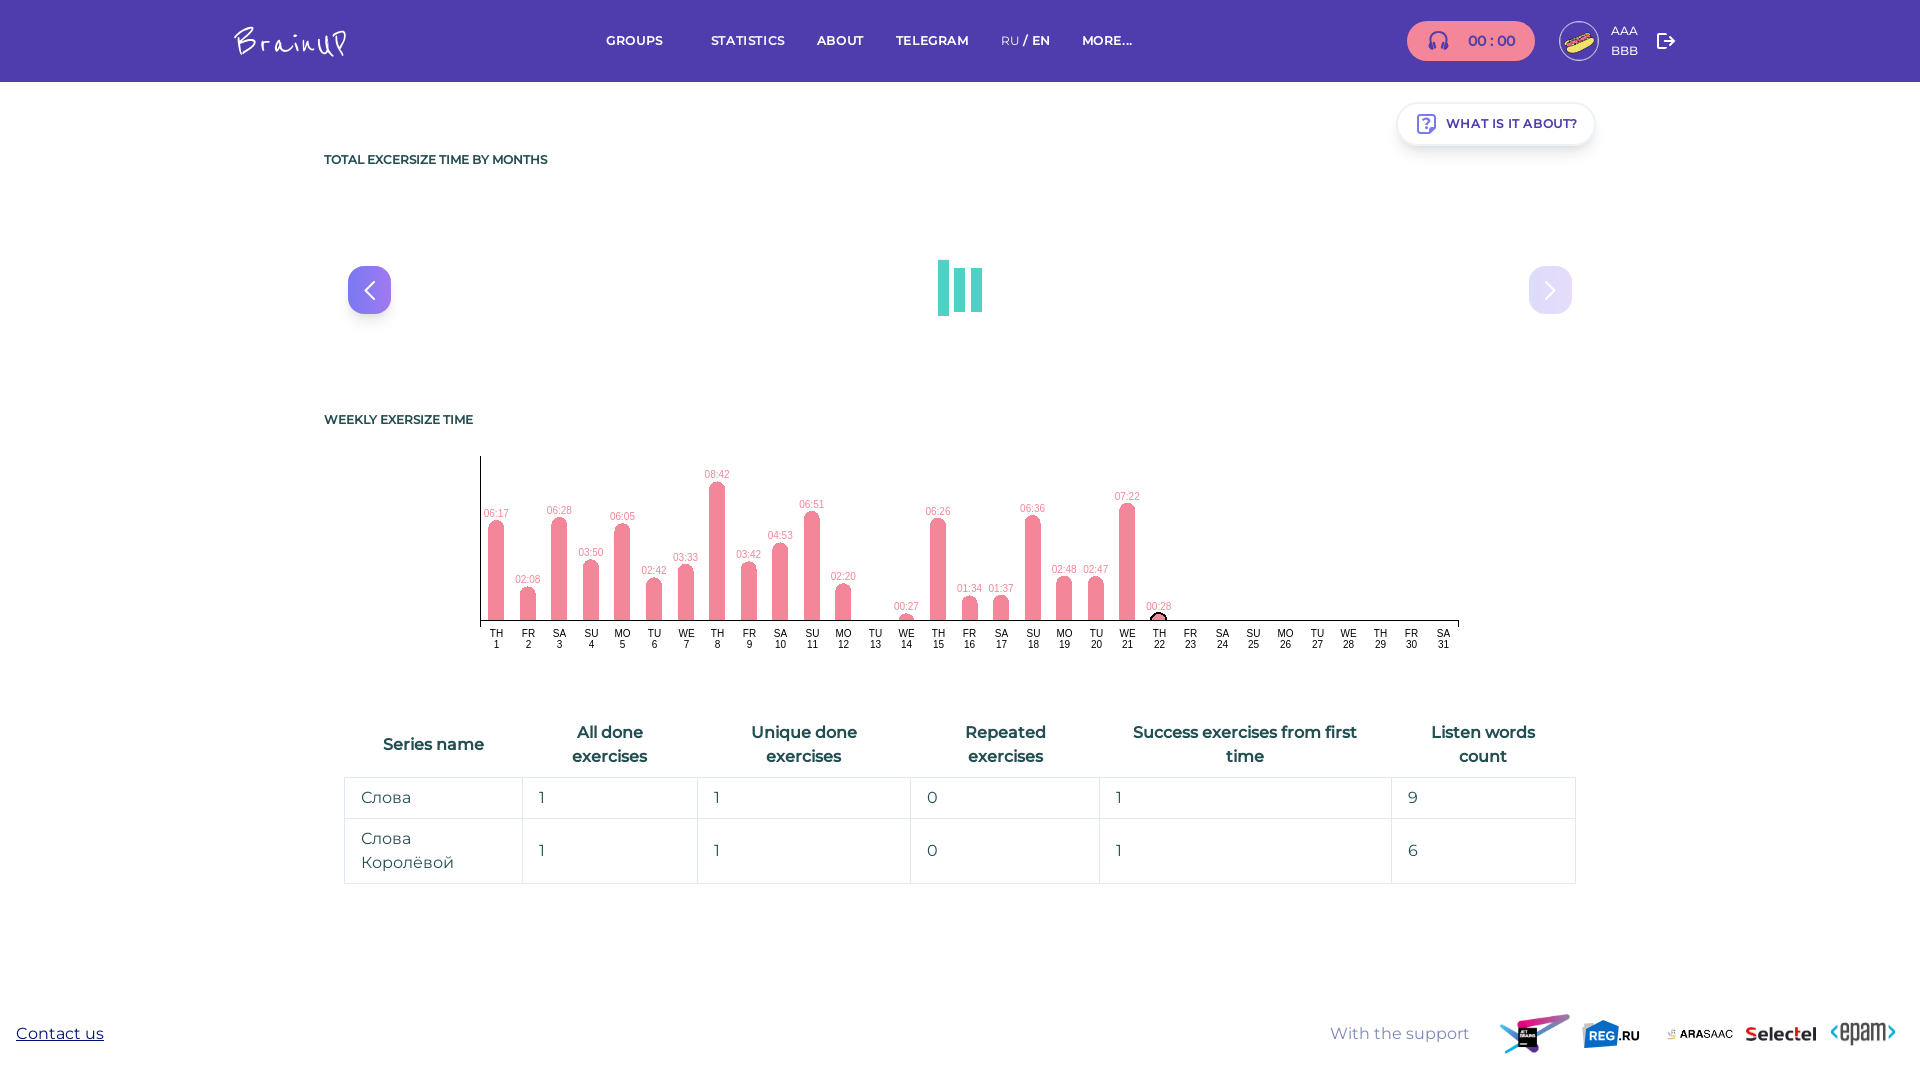 BrainUP
GROUPS STATISTICS ABOUT TELEGRAM RU / EN MORE...
00 : 00
AAA
BBB
WHAT IS IT ABOUT?
TOTAL EXCERSIZE TIME BY MONTHS
WEEKLY EXERSIZE TIME
06:17 02:08 06:28 03:50 06:05 02:42 03:33 08:42 03:42 04:53 06:51 02:20 00:27 06:26 01:34 01:37 06:36 02:48 02:47 07:22 00:28
TH FR SA SU MO TU WE TH FR SA SU MO TU WE TH FR SA SU MO TU WE TH FR SA SU MO TU WE TH FR SA
1 2 3 4 5 6 7 8 9 10 11 12 13 14 15 16 17 18 19 20 21 22 23 24 25 26 27 28 29 30 31
Series name All done exercises Unique done exercises Repeated exercises Success exercises from first time Listen words count
Слова 1 1 0 1 9
Слова Королёвой 1 1 0 1 6
Contact us
With the support
REG.RU
ARASAAC
Selectel
<epam>